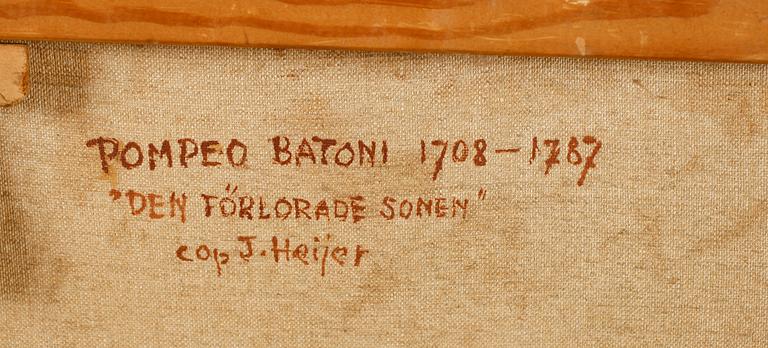 POMPEO BATONI 1708 - 1787
"DEN FÖRLORADE SONEN"
cop J. Heijer